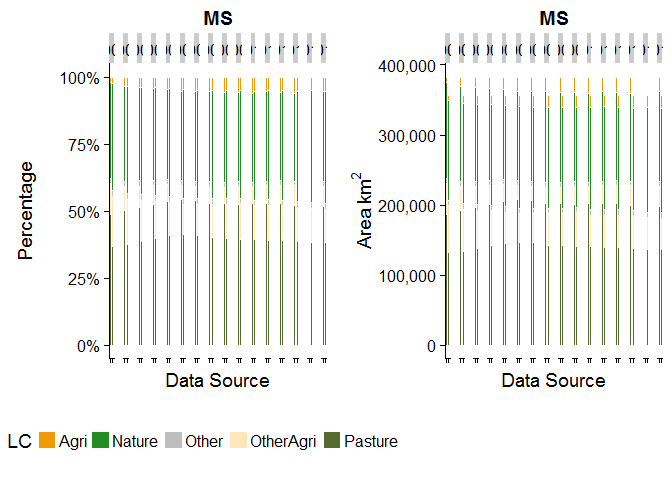 MS
MS
100%
75%
50%
25%
0%
Percentage
Data Source
400,000
300,000
200,000
100,000
0
Area km²
Data Source
LC Agri Nature Other OtherAgri Pasture